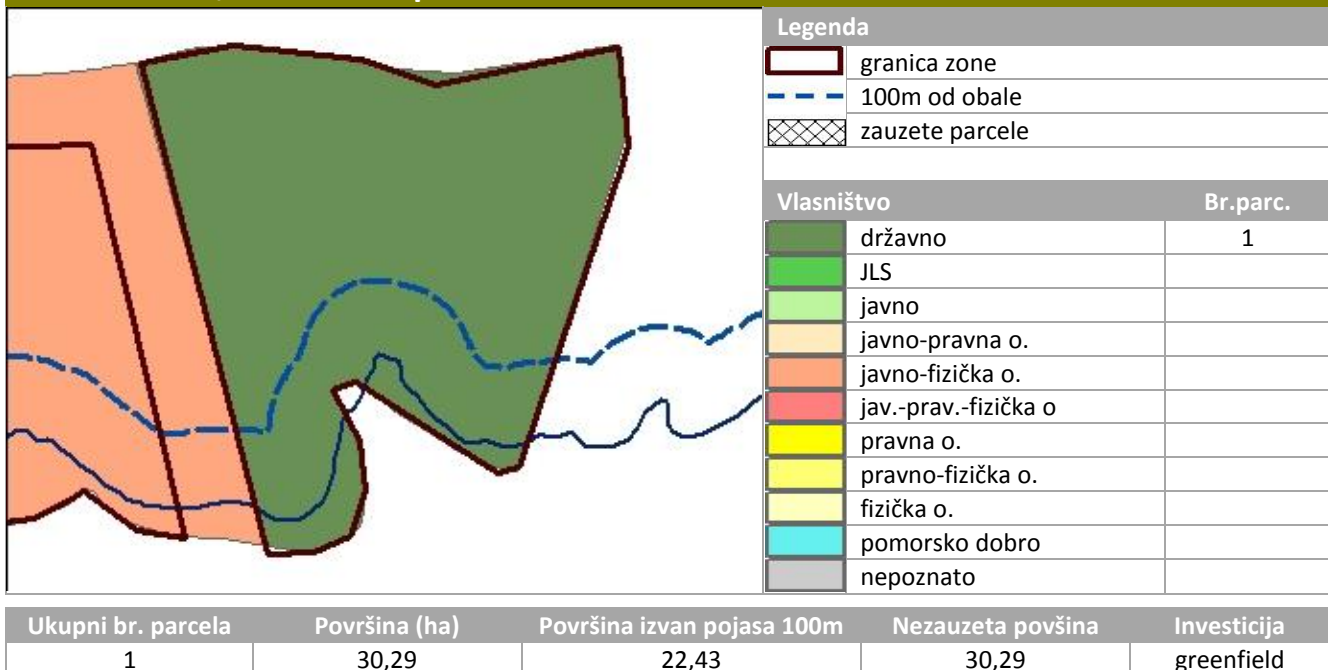 Legenda
granica zone
100m od obale
zauzete parcele
Vlasništvo Br.parc.
državno 1
JLS
javno
javno-pravna o.
javno-fizička o.
jav.-prav.-fizička o
pravna o.
pravno-fizička o.
fizička o.
pomorsko dobro
nepoznato
Ukupni br. parcela Površina (ha) Površina izvan pojasa 100m Nezauzeta povšina Investicija
1 30,29 22,43 30,29 greenfield